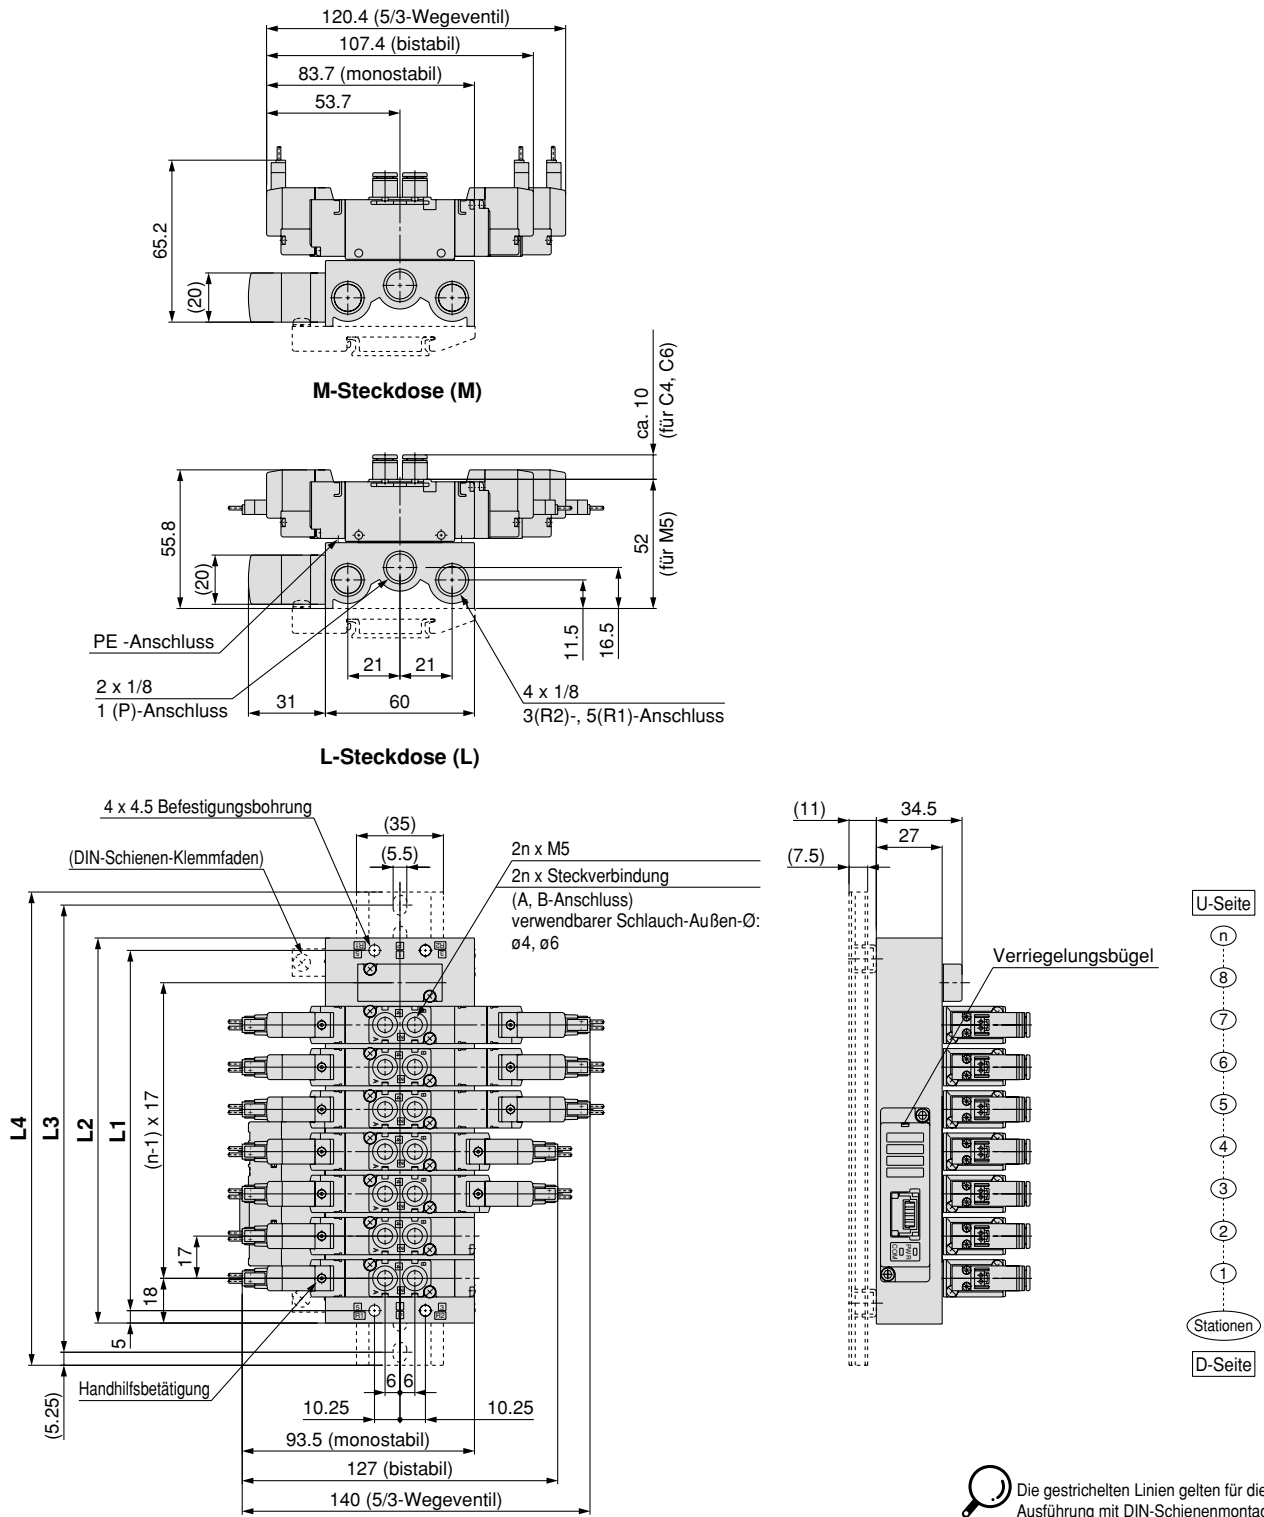 120.4 (5/3-Wegeventil)
107.4 (bistabil)
83.7 (monostabil)
53.7
65.2
(20)
M-Steckdose (M)
ca. 10
(für C4, C6)
55.8
(20)
52
(für M5)
11.5
16.5
PE -Anschluss
21
21
2 x 1/8
1 (P)-Anschluss
31
60
4 x 1/8
3(R2)-, 5(R1)-Anschluss
L-Steckdose (L)
4 x 4.5 Befestigungsbohrung
(35)
(DIN-Schienen-Klemmfaden)
(5.5)
2n x M5
2n x Steckverbindung
(A, B-Anschluss)
verwendbarer Schlauch-Außen-Ø:
ø4, ø6
L4
L3
L2
L1
(n-1) x 17
17
18
5
(5.25)
Handhilfsbetätigung
6
6
10.25
10.25
93.5 (monostabil)
127 (bistabil)
140 (5/3-Wegeventil)
(11)
34.5
27
(7.5)
Verriegelungsbügel
PWR
COM
U-Seite
n
8
7
6
5
4
3
2
1
Stationen
D-Seite
Die gestrichelten Linien gelten für die
Ausführung mit DIN-Schienenmontag